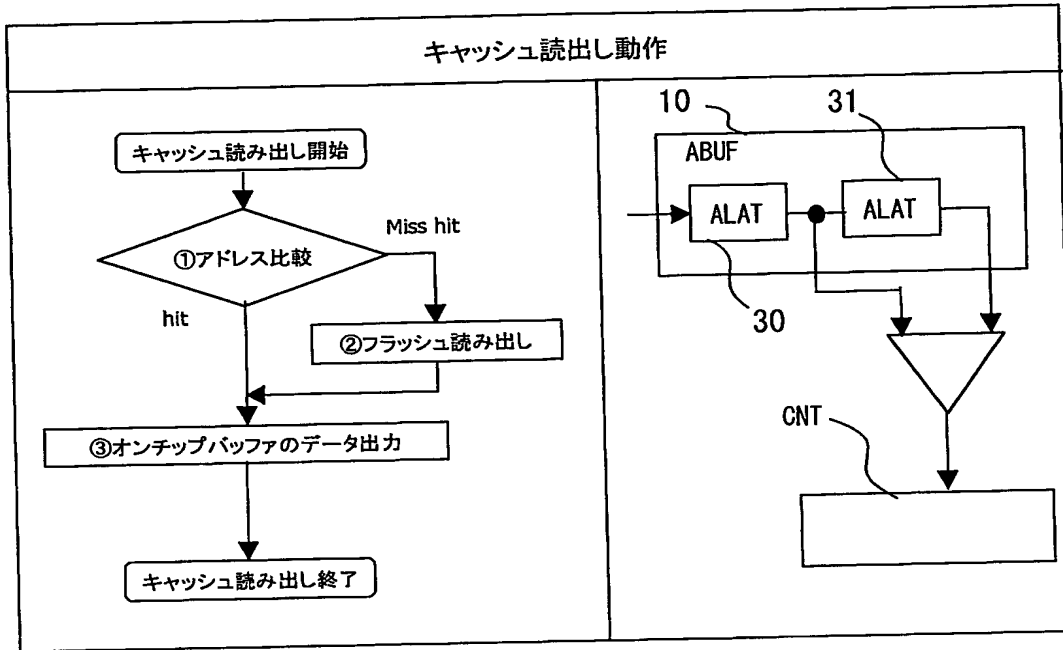 キャッシュ読出し動作
キャッシュ読み出し開始
①アドレス比較
Miss hit
hit
②フラッシュ読み出し
③オンチップバッファのデータ出力
キャッシュ読み出し終了
10
31
ABUF
ALAT
ALAT
30
CNT